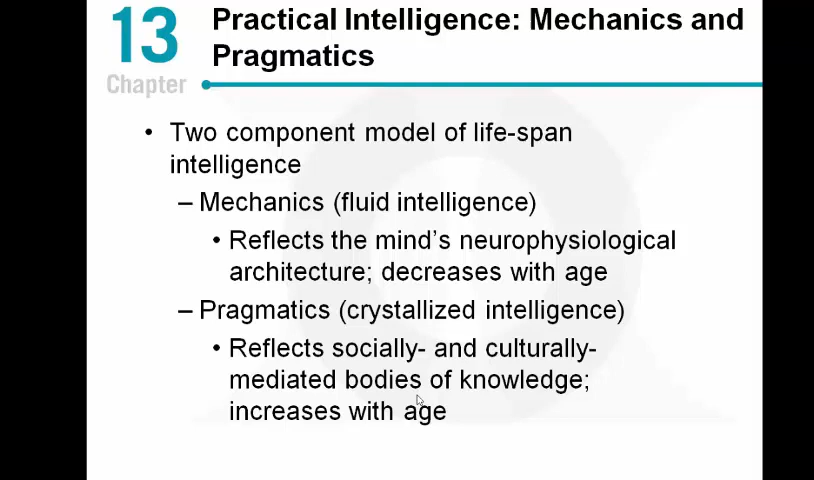 13
Chapter
Practical Intelligence: Mechanics and
Pragmatics
• Two component model of life-span
intelligence
– Mechanics (fluid intelligence)
• Reflects the mind's neurophysiological
architecture; decreases with age
– Pragmatics (crystallized intelligence)
• Reflects socially- and culturally-
mediated bodies of knowledge;
increases with age